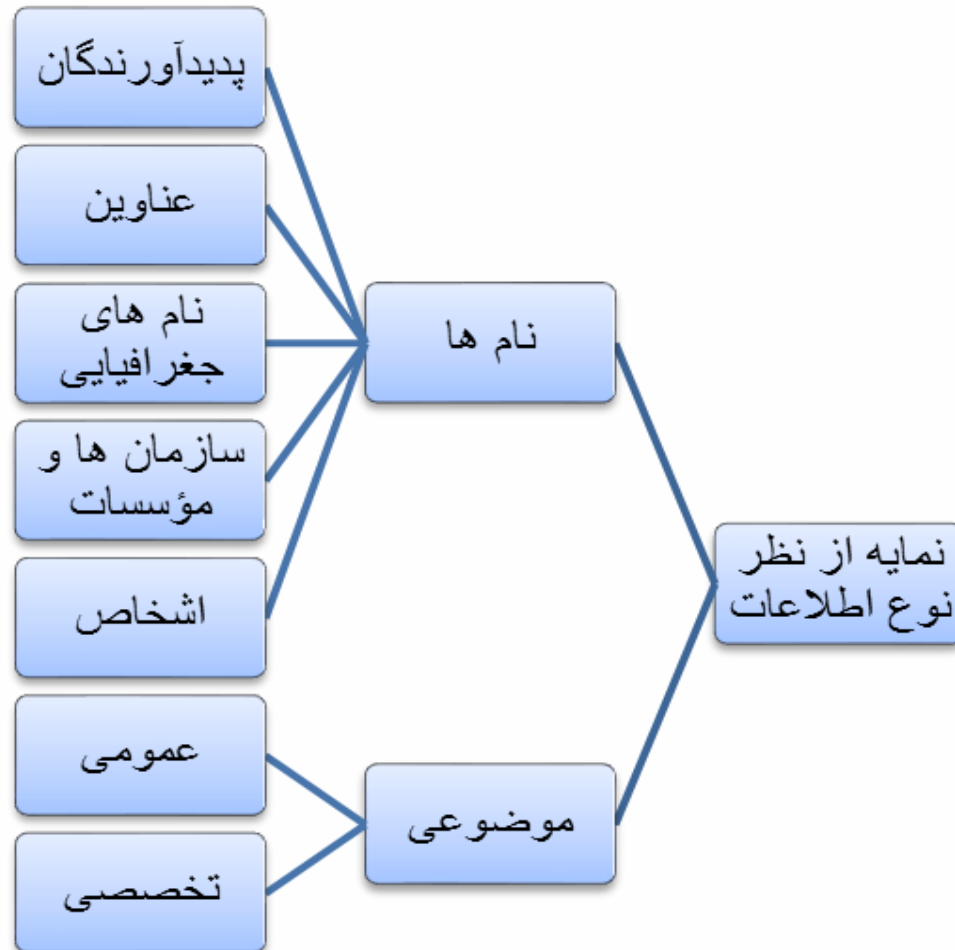 نمایه از نظر
نوع اطلاعات
نام ها
پدیدآورندگان
عناوین
نام های
جغرافیایی
سازمان ها و
مؤسسات
اشخاص
موضوعی
عمومی
تخصصی